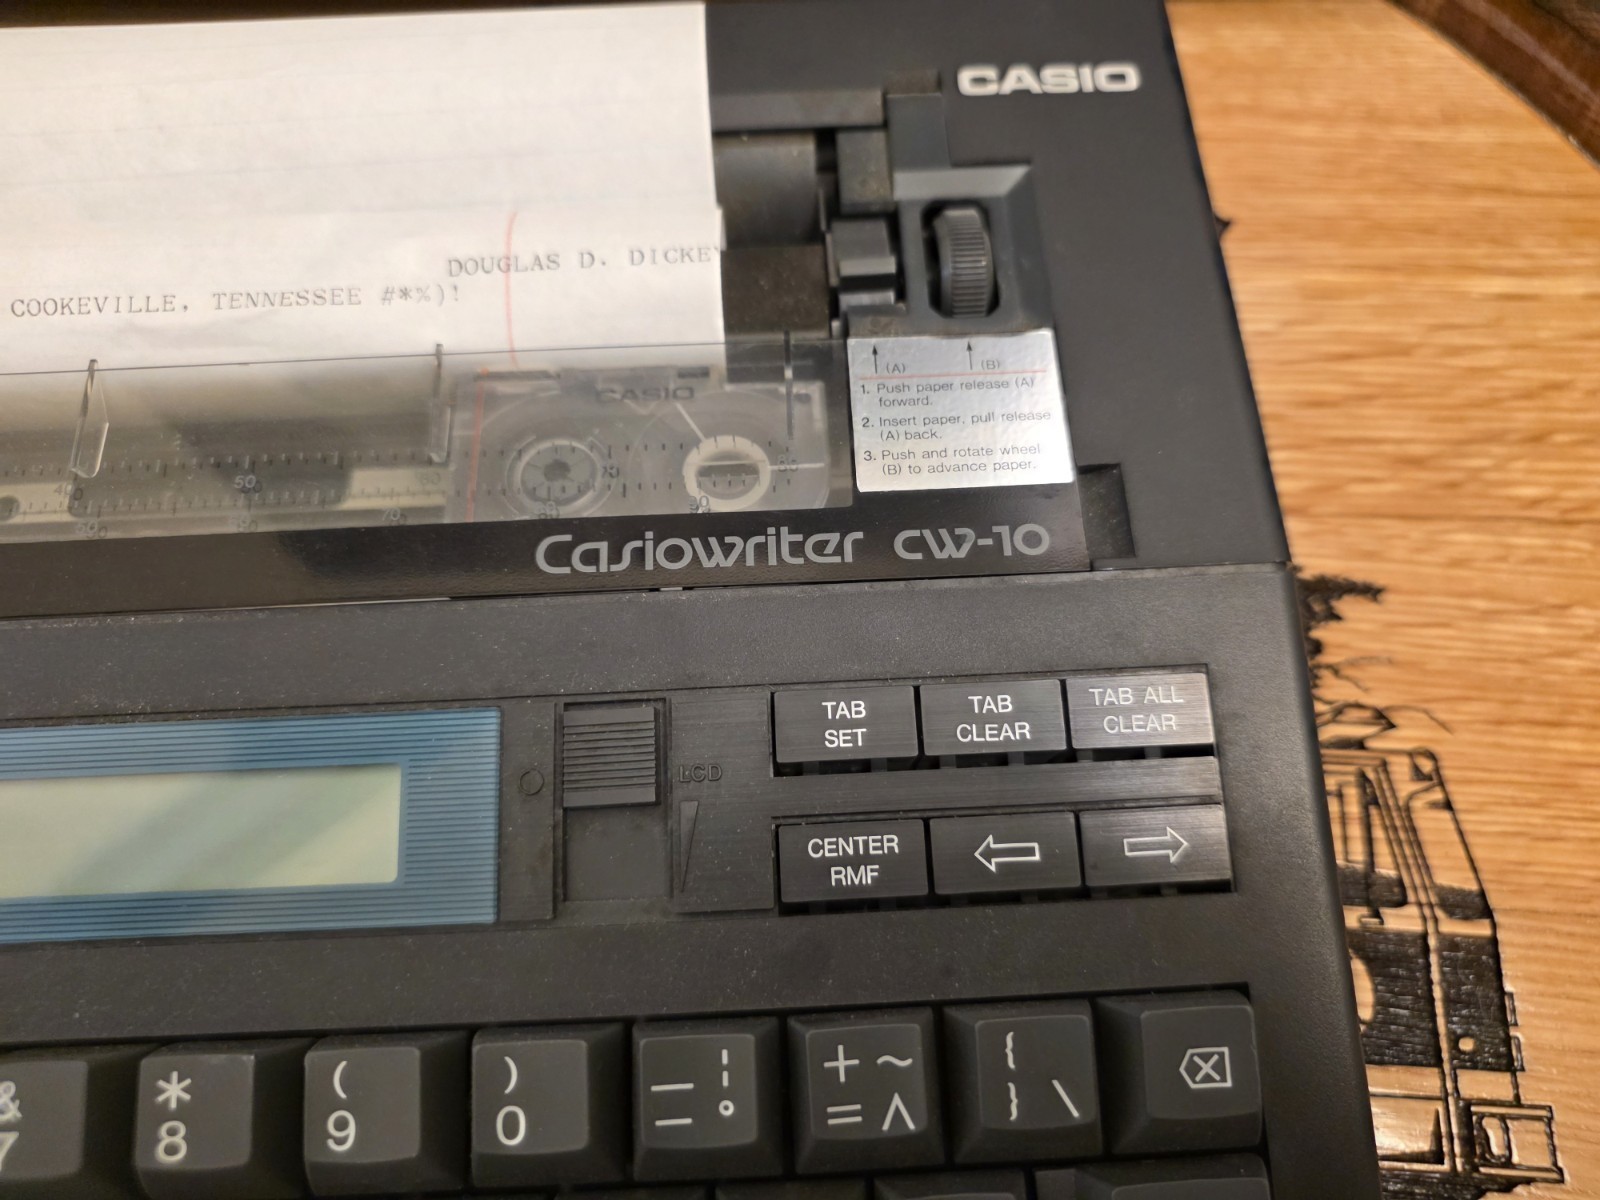 CASIO
DOUGLAS D. DICKEY
COOKEVILLE, TENNESSEE #*%)!
CASIO
(A) (B)
1. Push paper release (A)
forward.
2. Insert paper, pull release
(A) back.
3. Push and rotate wheel
(B) to advance paper.
50 60
80
40
50 70
90
Casiowriter CW-10
LCD
TAB
SET
TAB
CLEAR
TAB ALL
CLEAR
CENTER
RMF
&
7
*
8
(
9
)
0
+ ~
= ^
{
} \